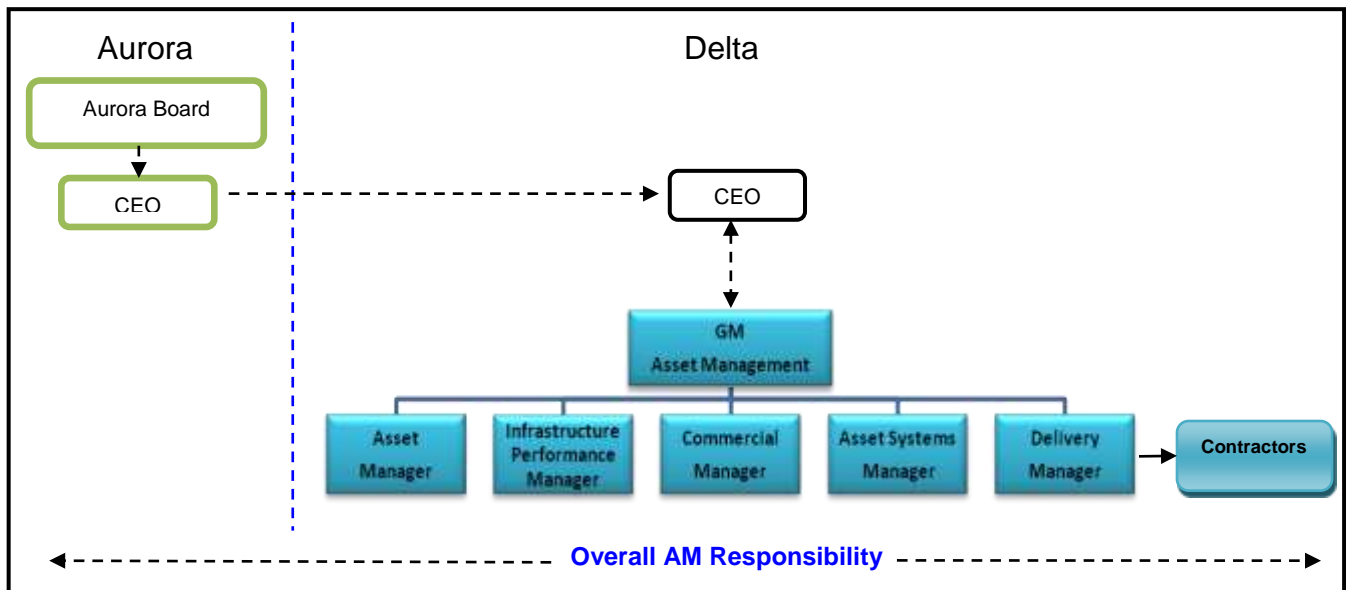 Aurora
Delta
Aurora Board
CEO
CEO
GM
Asset Management
Asset
Manager
Infrastructure
Performance
Manager
Commercial
Manager
Asset Systems
Manager
Delivery
Manager
Contractors
Overall AM Responsibility